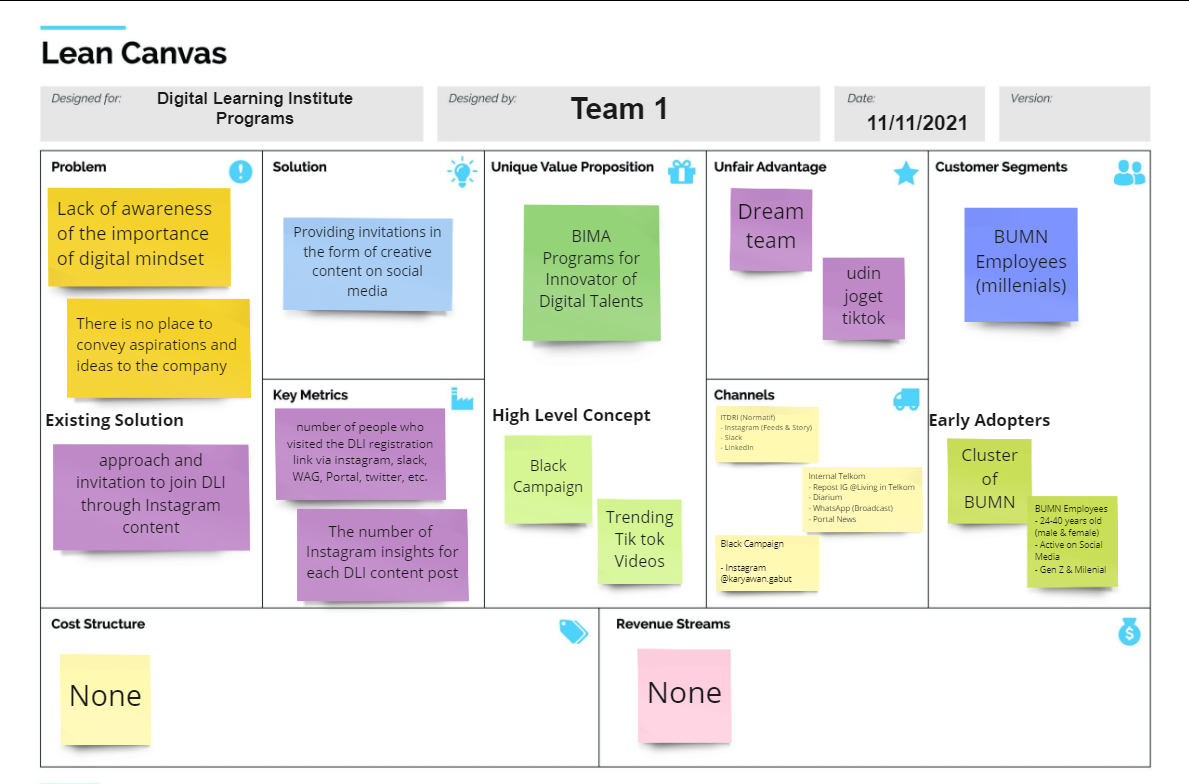 Lean Canvas
Designed for:
Digital Learning Institute
Programs
Designed by:
Team 1
Date:
11/11/2021
Version:
Problem
Lack of awareness
of the importance
of digital mindset
There is no place to
convey aspirations and
ideas to the company
Existing Solution
approach and
invitation to join DLI
through Instagram
content
Solution
Providing invitations in
the form of creative
content on social
media
Key Metrics
number of people who
visited the DLI registration
link via instagram, slack,
WAG, Portal, twitter, etc.
The number of
Instagram insights for
each DLI content post
Unique Value Proposition
BIMA
Programs for
Innovator of
Digital Talents
High Level Concept
Black
Campaign
Trending
Tik tok
Videos
Unfair Advantage
Dream
team
udin
joget
tiktok
Channels
ITDRI (Normatif)
- Instagram (Feeds & Story)
- Slack
- LinkedIn
Internal Telkom
- Repost IG @Living in Telkom
- Diarium
- WhatsApp (Broadcast)
- Portal News
Black Campaign
- Instagram
@karyawan.gabut
Customer Segments
BUMN
Employees
(millenials)
Early Adopters
Cluster
of
BUMN
BUMN Employees
- 24-40 years old
(male & female)
- Active on Social
Media
- Gen Z & Milenial
Cost Structure
None
Revenue Streams
None